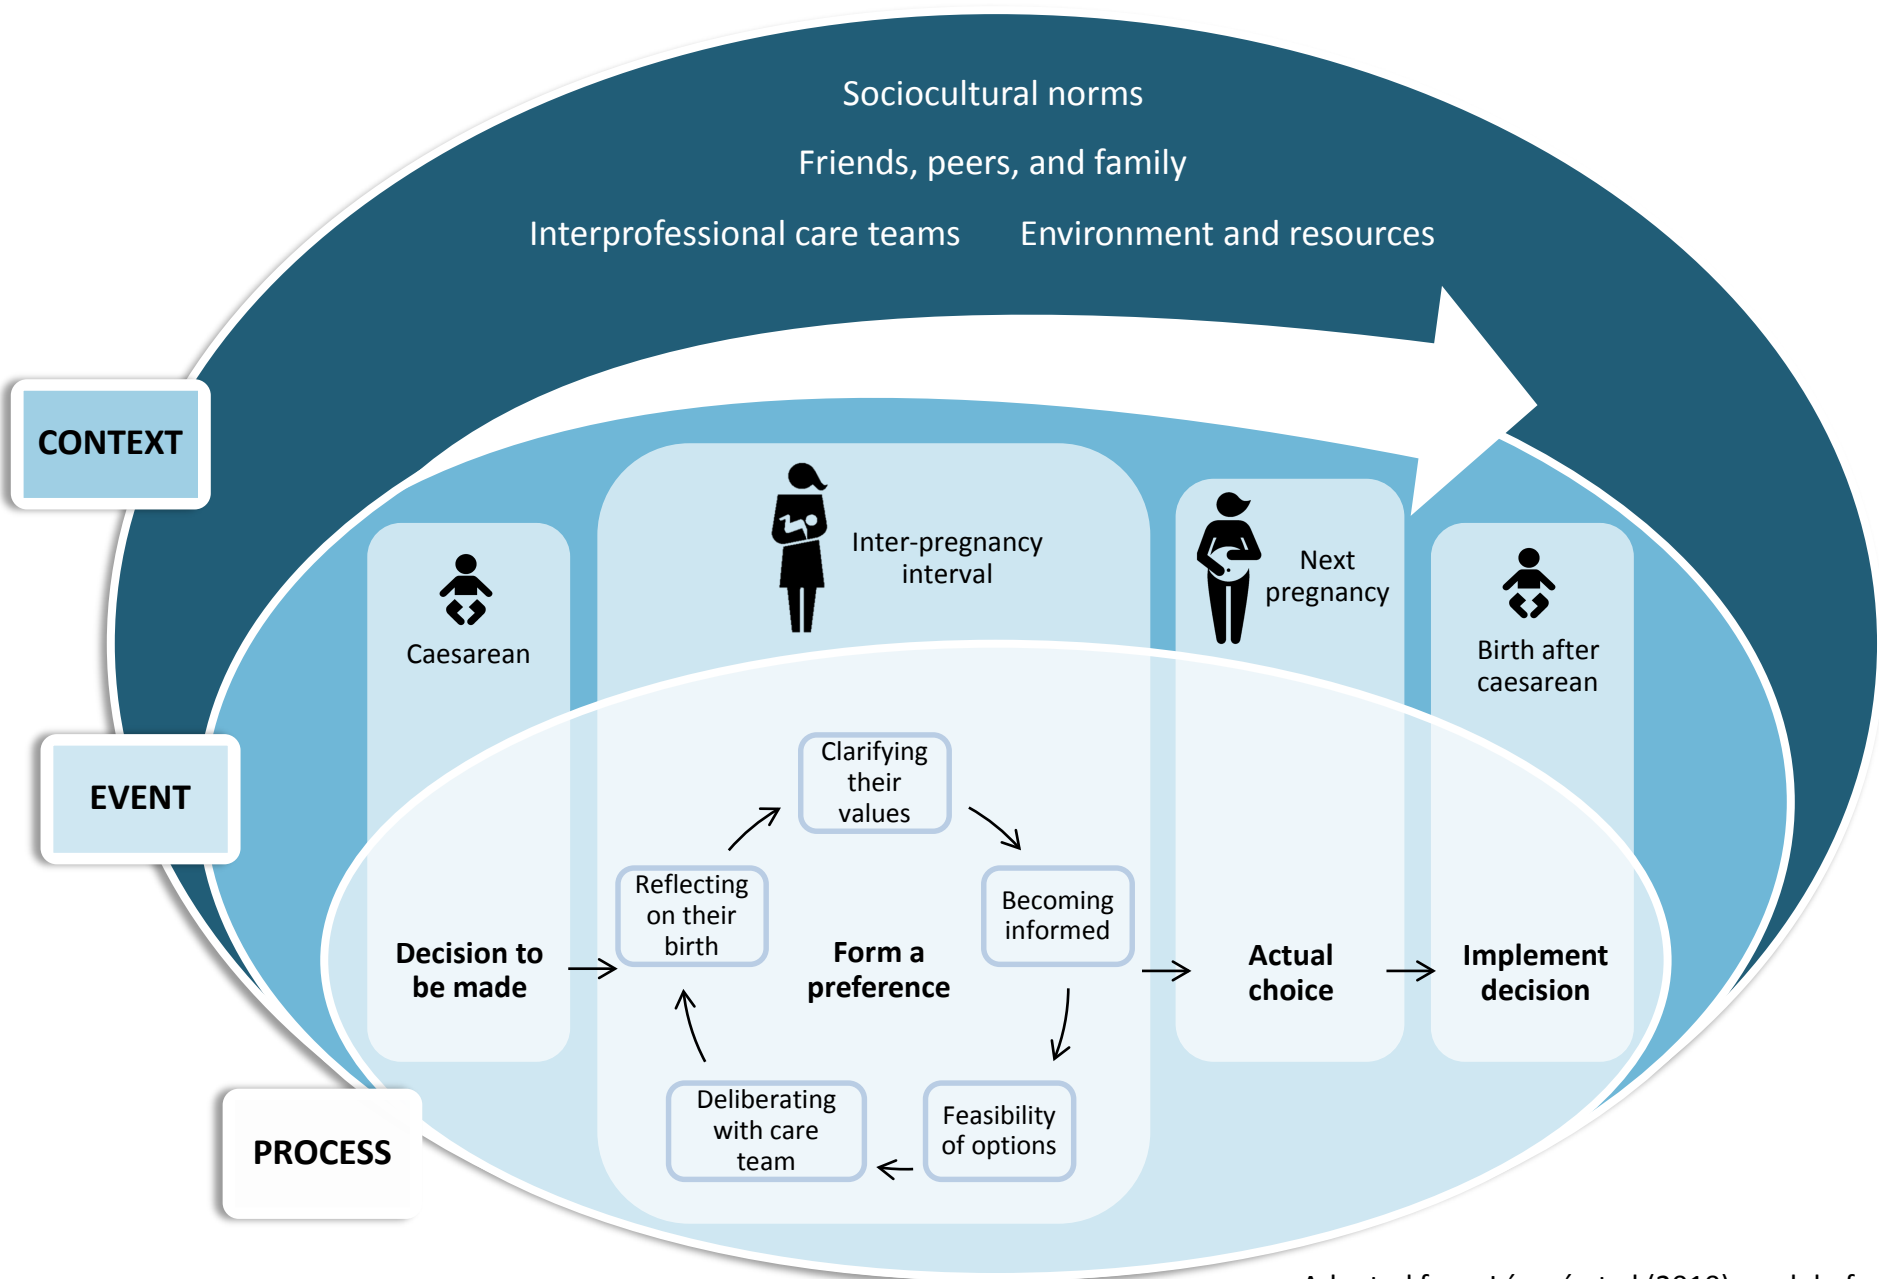 Sociocultural norms
Friends, peers, and family
Interprofessional care teams
Environment and resources
CONTEXT
Inter-pregnancy
interval
Next
pregnancy
Caesarean
Birth after
caesarean
EVENT
Clarifying
their
values
Reflecting
on their
birth
Becoming
informed
Decision to
be made
Form a
preference
Actual
choice
Implement
decision
Deliberating
with care
team
Feasibility
of options
PROCESS